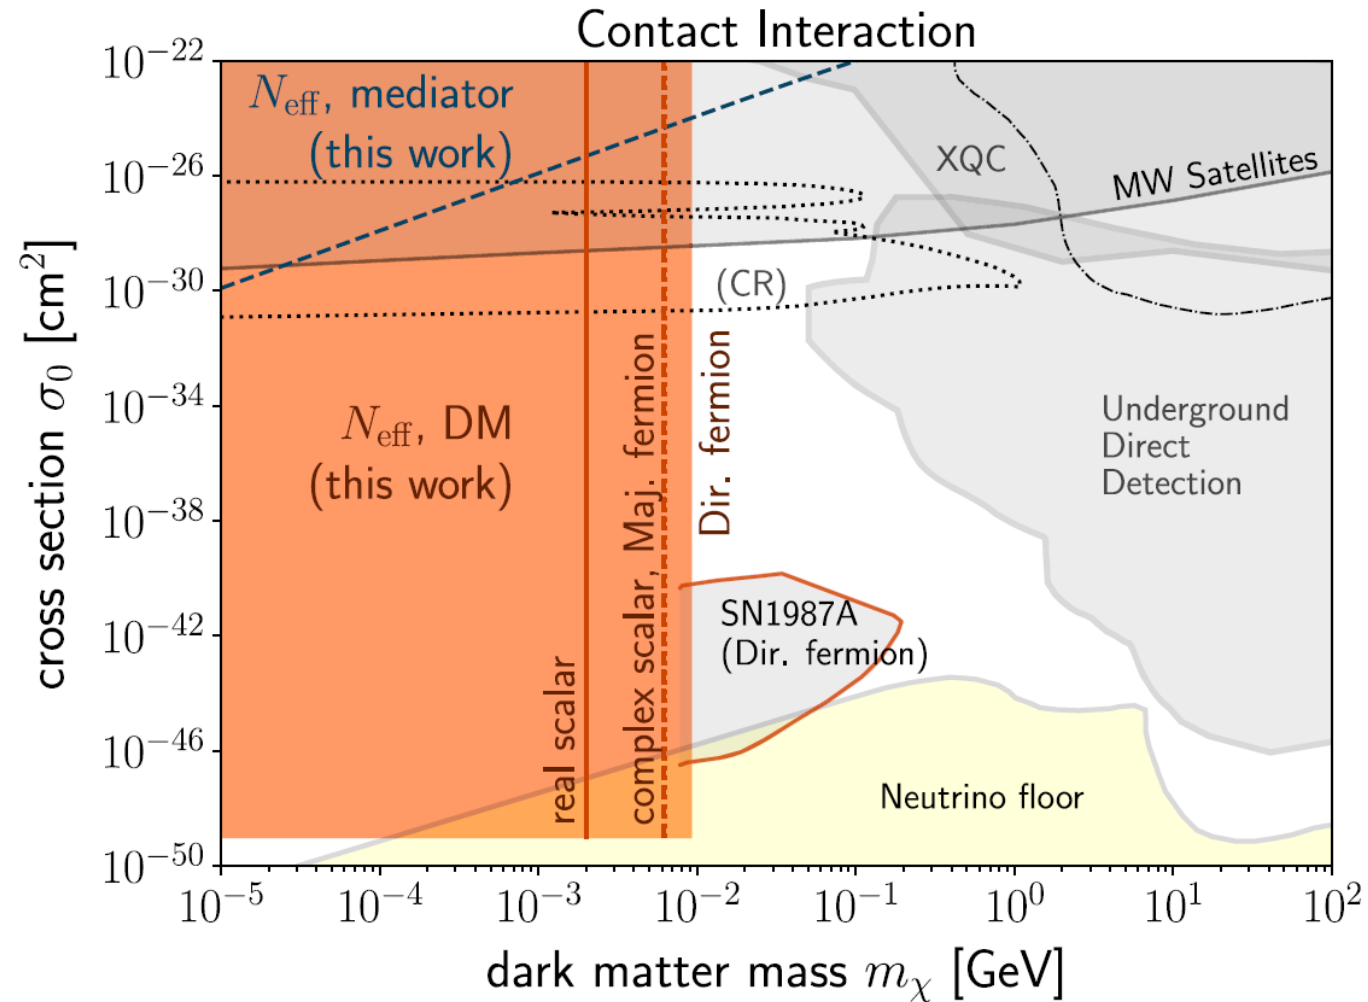 Contact Interaction
10^{-22}
10^{-26}
10^{-30}
10^{-34}
10^{-38}
10^{-42}
10^{-46}
10^{-50}
cross section σ_0 [cm^2]
N_eff, mediator
(this work)
XQC
MW Satellites
(CR)
N_eff, DM
(this work)
real scalar
complex scalar, Maj. fermion
Dir. fermion
Underground
Direct
Detection
SN1987A
(Dir. fermion)
Neutrino floor
10^{-5}
10^{-4}
10^{-3}
10^{-2}
10^{-1}
10^0
10^1
10^2
dark matter mass m_χ [GeV]